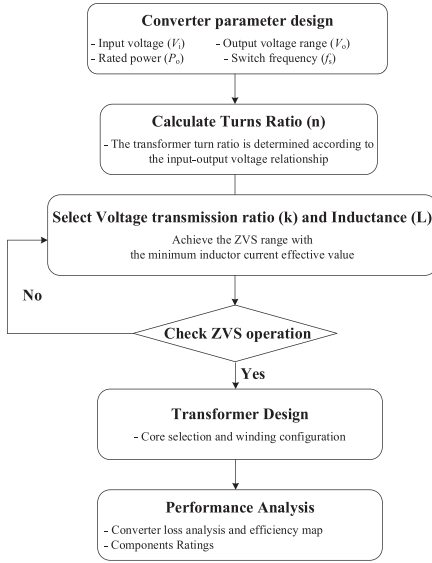 Converter parameter design
- Input voltage (Vi) - Output voltage range (Vo)
- Rated power (Po) - Switch frequency (fs)
Calculate Turns Ratio (n)
- The transformer turn ratio is determined according to
the input-output voltage relationship
Select Voltage transmission ratio (k) and Inductance (L)
Achieve the ZVS range with
the minimum inductor current effective value
No
Check ZVS operation
Yes
Transformer Design
- Core selection and winding configuration
Performance Analysis
- Converter loss analysis and efficiency map
- Components Ratings